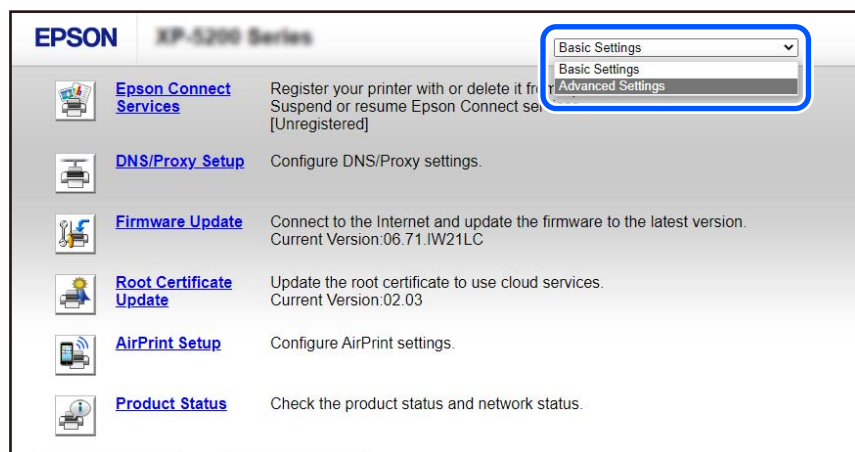 EPSON XP-5200 Series
Basic Settings
Basic Settings
Advanced Settings
Epson Connect Services
Register your printer with or delete it from
Suspend or resume Epson Connect
[Unregistered]
DNS/Proxy Setup
Configure DNS/Proxy settings.
Firmware Update
Connect to the Internet and update the firmware to the latest version.
Current Version:06.71.IW21LC
Root Certificate
Update
Update the root certificate to use cloud services.
Current Version:02.03
AirPrint Setup
Configure AirPrint settings.
Product Status
Check the product status and network status.